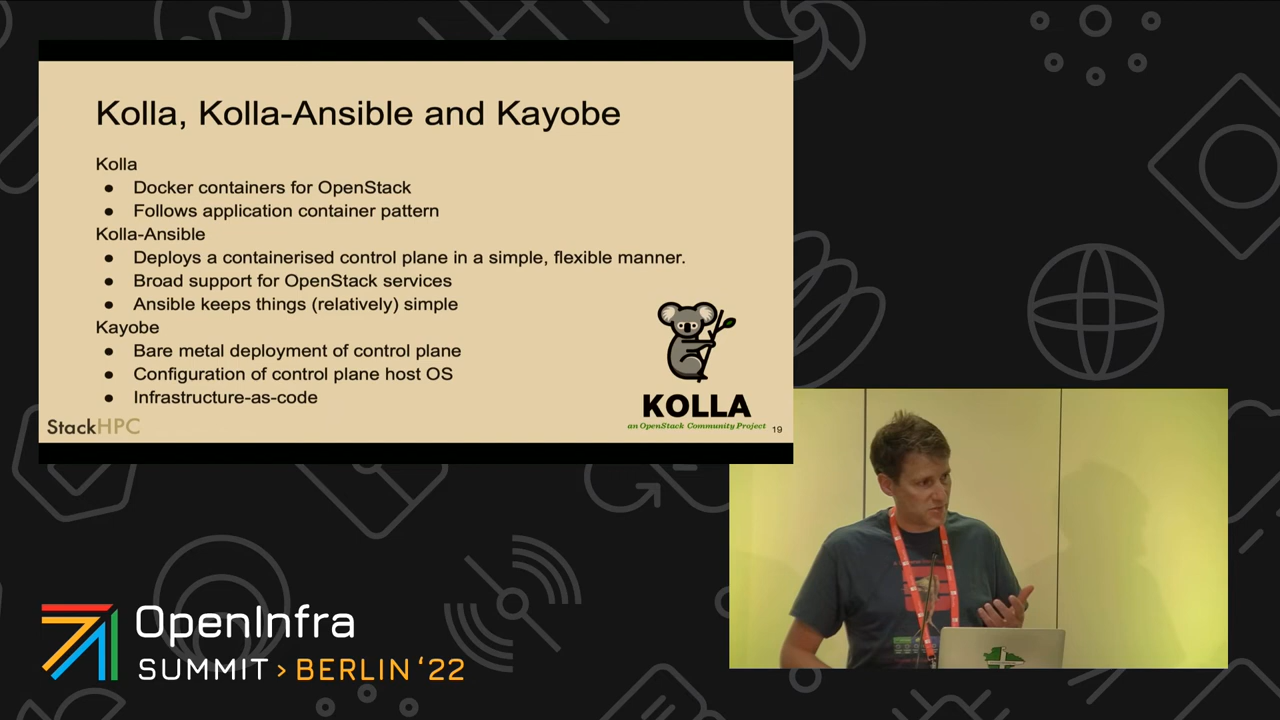 Kolla, Kolla-Ansible and Kayobe
Kolla
● Docker containers for OpenStack
● Follows application container pattern
Kolla-Ansible
● Deploys a containerised control plane in a simple, flexible manner.
● Broad support for OpenStack services
● Ansible keeps things (relatively) simple
Kayobe
● Bare metal deployment of control plane
● Configuration of control plane host OS
● Infrastructure-as-code
StackHPC
KOLLA
an OpenStack Community Project
19
OpenInfra
SUMMIT > BERLIN ‘22